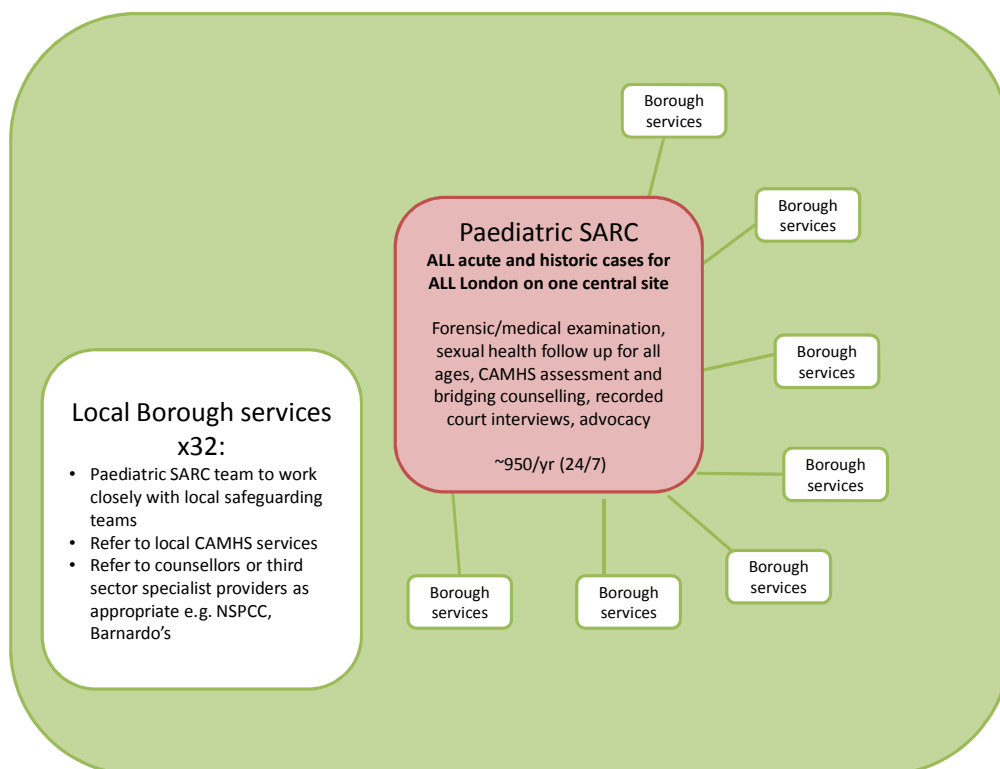 Borough
services
Borough
services
Paediatric SARC
ALL acute and historic cases for
ALL London on one central site
Forensic/medical examination,
sexual health follow up for all
ages, CAMHS assessment and
bridging counselling, recorded
court interviews, advocacy
~950/yr (24/7)
Borough
services
Local Borough services
x32:
• Paediatric SARC team to work
closely with local safeguarding
teams
• Refer to local CAMHS services
• Refer to counsellors or third
sector specialist providers as
appropriate e.g. NSPCC,
Barnardo's
Borough
services
Borough
services
Borough
services
Borough
services